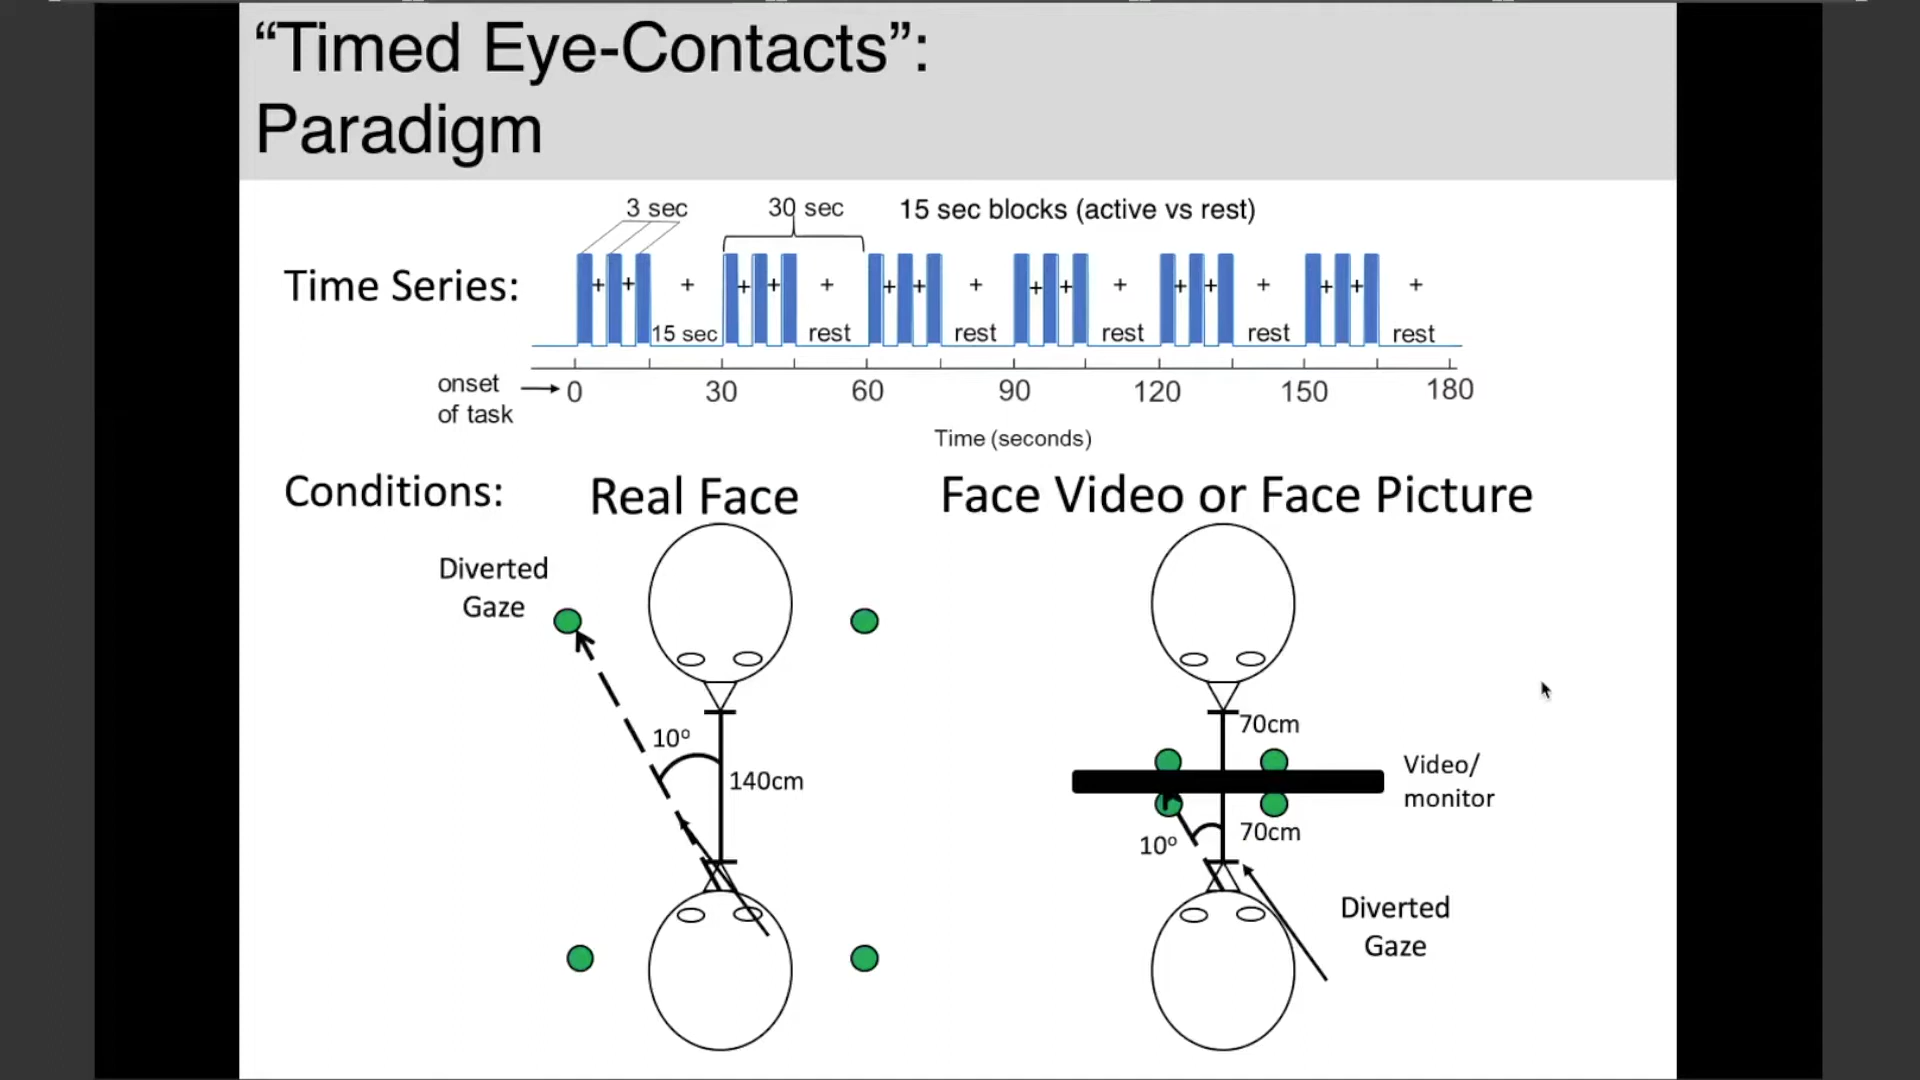 “Timed Eye-Contacts”:
Paradigm
3 sec
30 sec
15 sec blocks (active vs rest)
Time Series:
+ + + + + + + + + + + + + + + + + +
15 sec rest rest rest rest rest
onset
of task
0 30 60 90 120 150 180
Time (seconds)
Conditions:
Real Face
Face Video or Face Picture
Diverted
Gaze
10º
140cm
70cm
Video/
monitor
70cm
10º
Diverted
Gaze